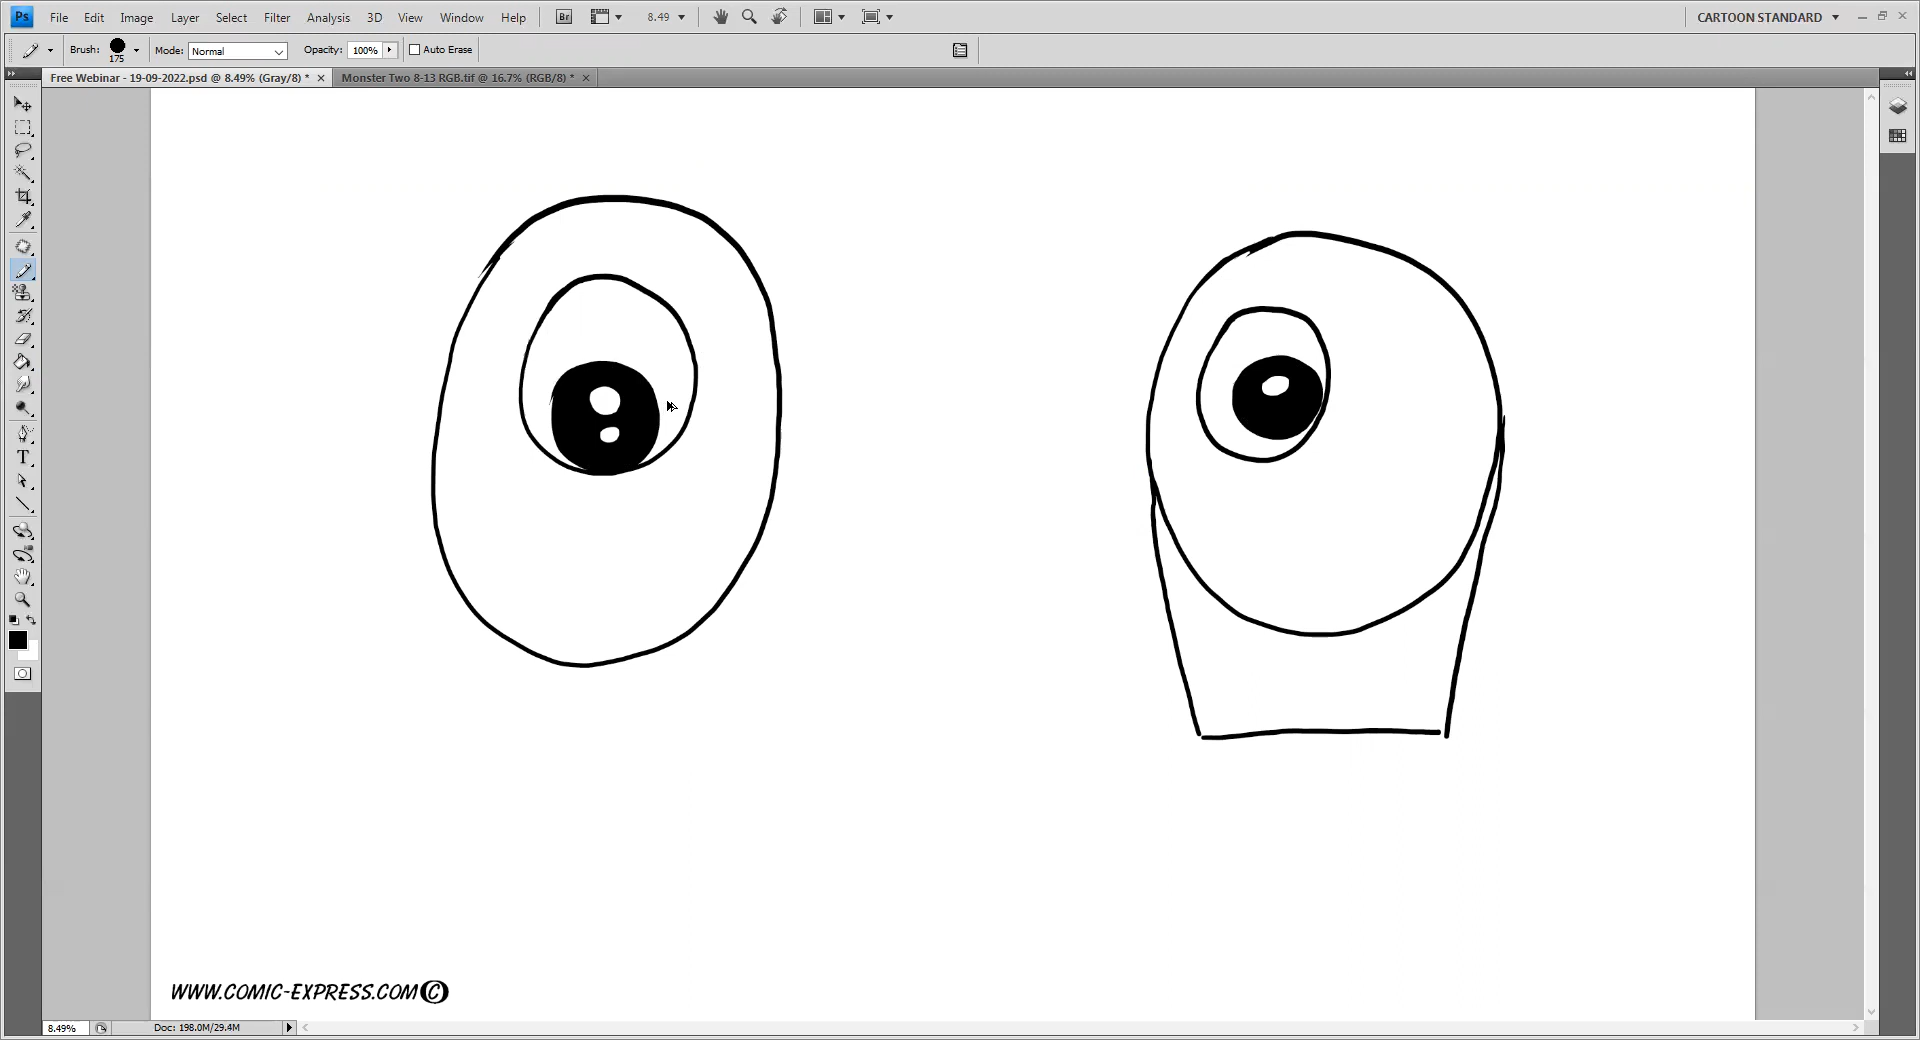 Ps File Edit Image Layer Select Filter Analysis 3D View Window Help Br 8.49 CARTOON STANDARD
Brush: 175 Mode: Normal Opacity: 100% Auto Erase
Free Webinar - 19-09-2022.psd @ 8.49% (Gray/8) * × Monster Two 8-13 RGB.tif @ 16.7% (RGB/8) * ×
T
WWW.COMIC-EXPRESS.COM©
8.49% Doc: 198.0M/29.4M